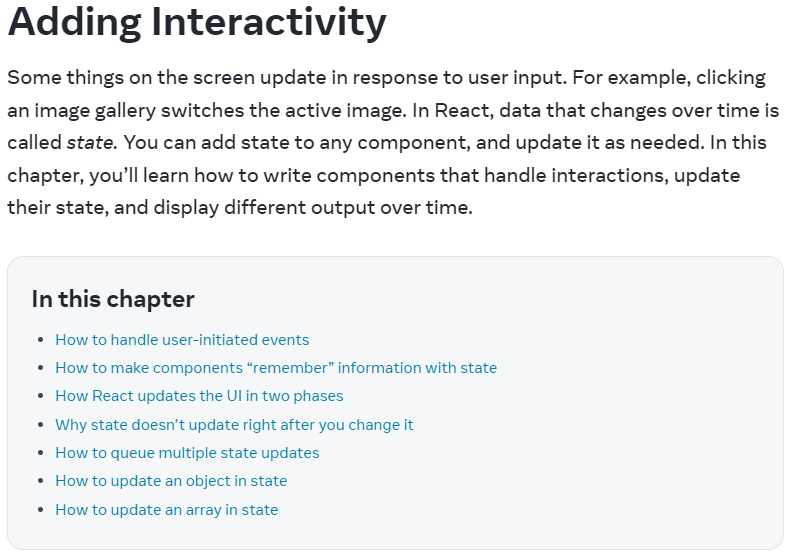 Adding Interactivity
Some things on the screen update in response to user input. For example, clicking
an image gallery switches the active image. In React, data that changes over time is
called state. You can add state to any component, and update it as needed. In this
chapter, you’ll learn how to write components that handle interactions, update
their state, and display different output over time.
In this chapter
• How to handle user-initiated events
• How to make components “remember” information with state
• How React updates the UI in two phases
• Why state doesn’t update right after you change it
• How to queue multiple state updates
• How to update an object in state
• How to update an array in state